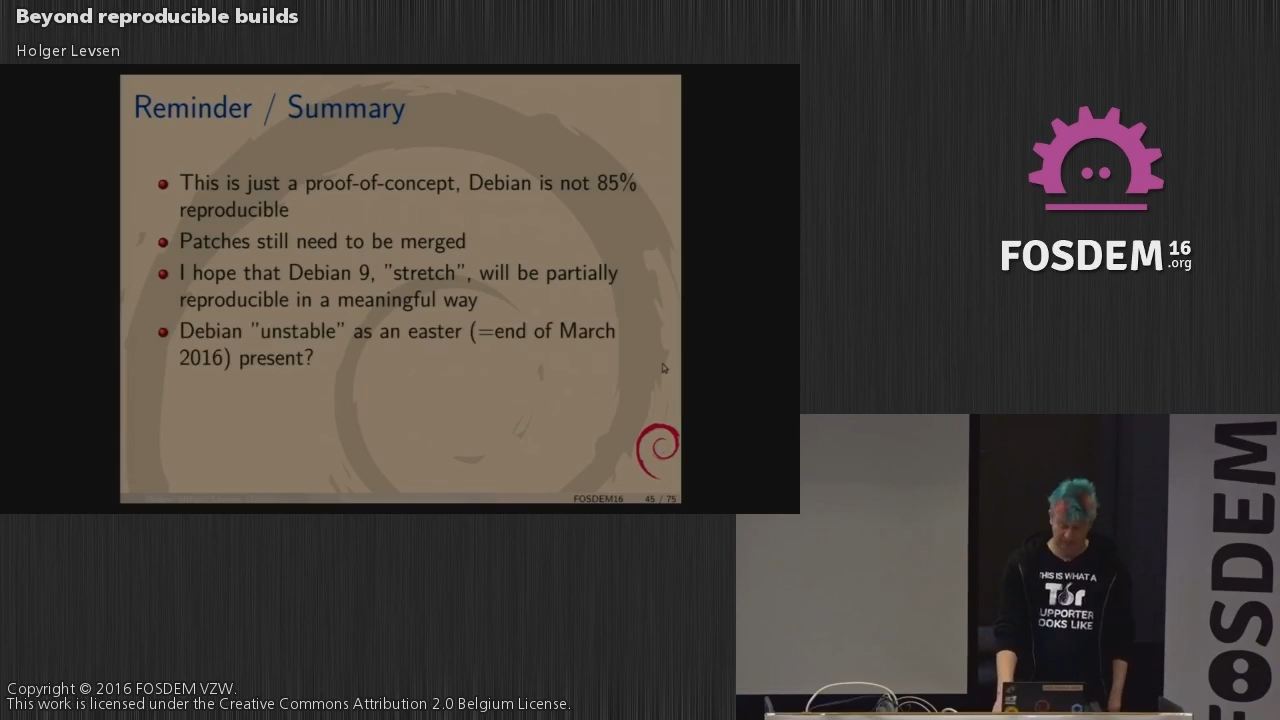 Beyond reproducible builds
Holger Levsen
Reminder / Summary
This is just a proof-of-concept, Debian is not 85%
reproducible
Patches still need to be merged
I hope that Debian 9, "stretch", will be partially
reproducible in a meaningful way
Debian "unstable" as an easter (=end of March
2016) present?
FOSDEM16 45 / 75
FOSDEM 16
.org
THIS IS WHAT A
Tor
UPPORTER
OOKS LIKE
FOSDEM
Copyright © 2016 FOSDEM VZW.
This work is licensed under the Creative Commons Attribution 2.0 Belgium License.